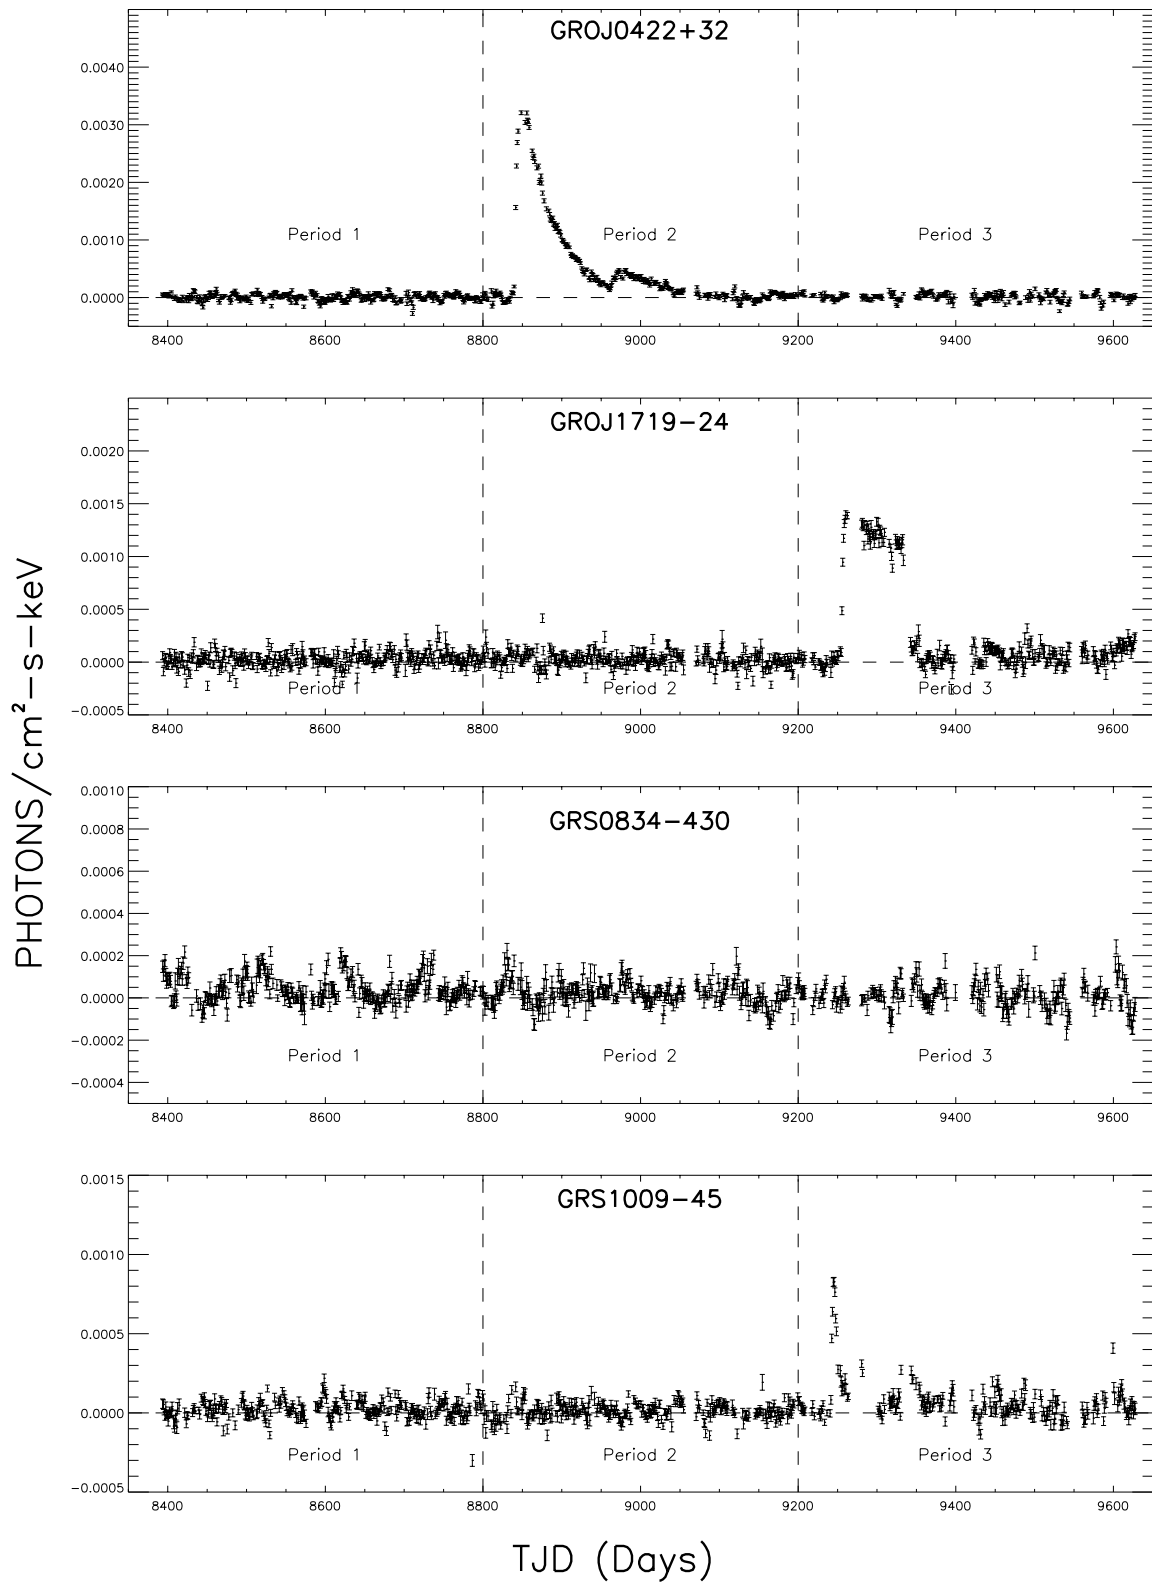 PHOTONS/cm²-s-keV
GROJ0422+32
0.0040
0.0030
0.0020
0.0010
0.0000
Period 1 Period 2 Period 3
8400 8600 8800 9000 9200 9400 9600
GROJ1719-24
0.0020
0.0015
0.0010
0.0005
0.0000
-0.0005
Period 1 Period 2 Period 3
8400 8600 8800 9000 9200 9400 9600
GRS0834-430
0.0010
0.0008
0.0006
0.0004
0.0002
0.0000
-0.0002
-0.0004
Period 1 Period 2 Period 3
8400 8600 8800 9000 9200 9400 9600
GRS1009-45
0.0015
0.0010
0.0005
0.0000
-0.0005
Period 1 Period 2 Period 3
8400 8600 8800 9000 9200 9400 9600
TJD (Days)